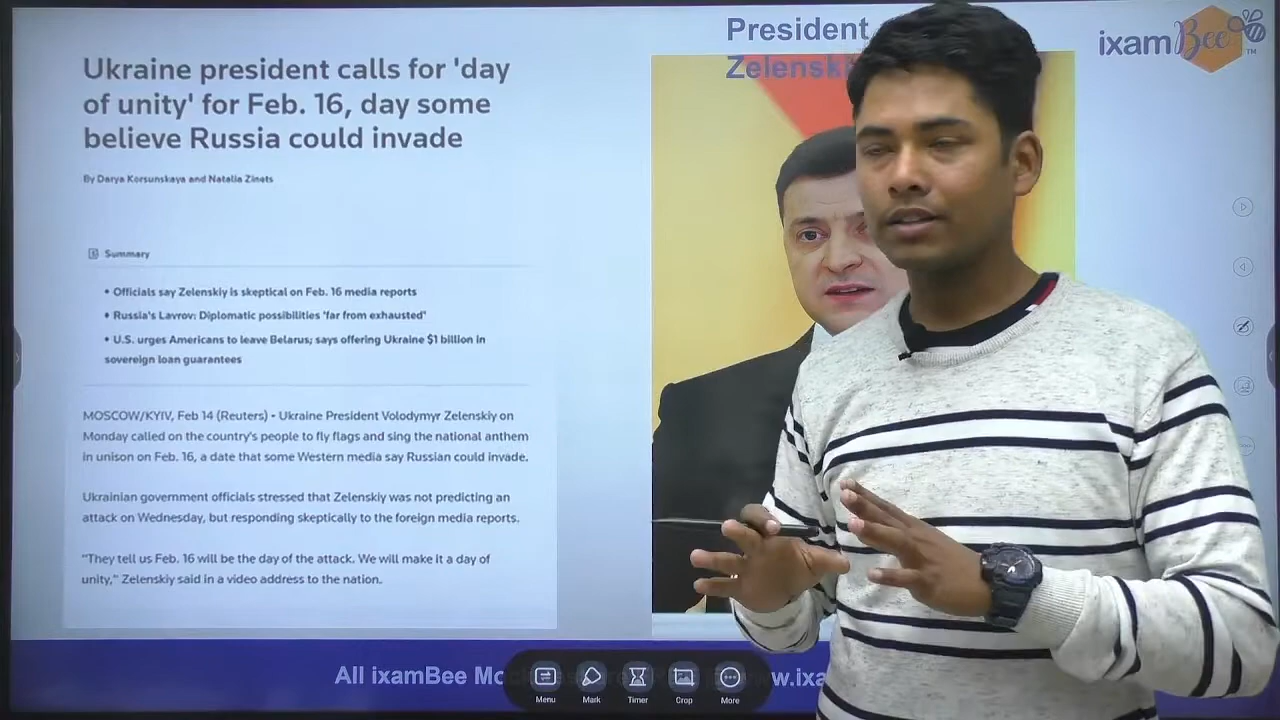 Ukraine president calls for 'day
of unity' for Feb. 16, day some
believe Russia could invade
By Darya Korsunskaya and Natalia Zinets
Summary
• Officials say Zelenskiy is skeptical on Feb. 16 media reports
• Russia's Lavrov: Diplomatic possibilities 'far from exhausted'
• U.S. urges Americans to leave Belarus; says offering Ukraine $1 billion in
sovereign loan guarantees
MOSCOW/KYIV, Feb 14 (Reuters) - Ukraine President Volodymyr Zelenskiy on
Monday called on the country's people to fly flags and sing the national anthem
in unison on Feb. 16, a date that some Western media say Russian could invade.
Ukrainian government officials stressed that Zelenskiy was not predicting an
attack on Wednesday, but responding skeptically to the foreign media reports.
"They tell us Feb. 16 will be the day of the attack. We will make it a day of
unity," Zelenskiy said in a video address to the nation.
President
Zelenski
ixamBee™
All ixamBee
Menu
Mark
Timer
Crop
More